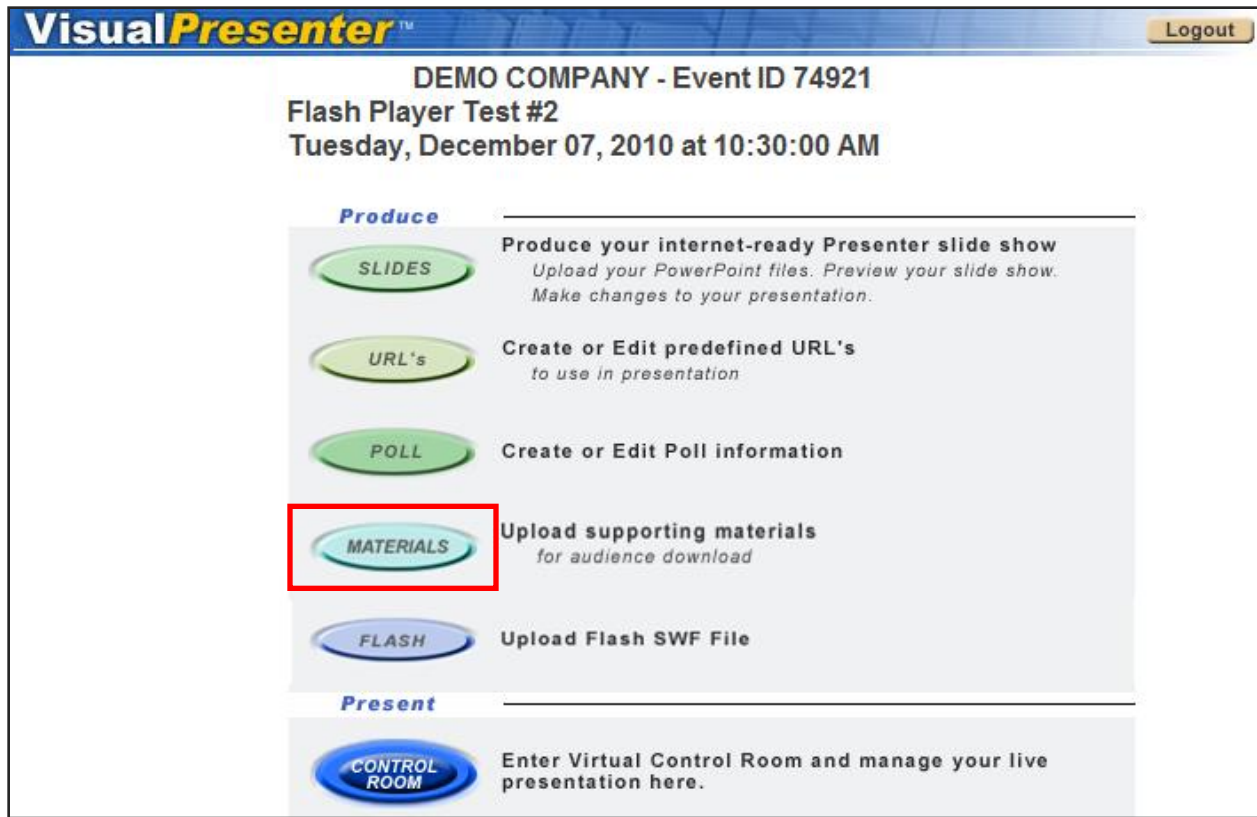 VisualPresenter™
Logout
DEMO COMPANY - Event ID 74921
Flash Player Test #2
Tuesday, December 07, 2010 at 10:30:00 AM
Produce
SLIDES
Produce your internet-ready Presenter slide show
Upload your PowerPoint files. Preview your slide show.
Make changes to your presentation.
URL's
Create or Edit predefined URL's
to use in presentation
POLL
Create or Edit Poll information
MATERIALS
Upload supporting materials
for audience download
FLASH
Upload Flash SWF File
Present
CONTROL
ROOM
Enter Virtual Control Room and manage your live
presentation here.